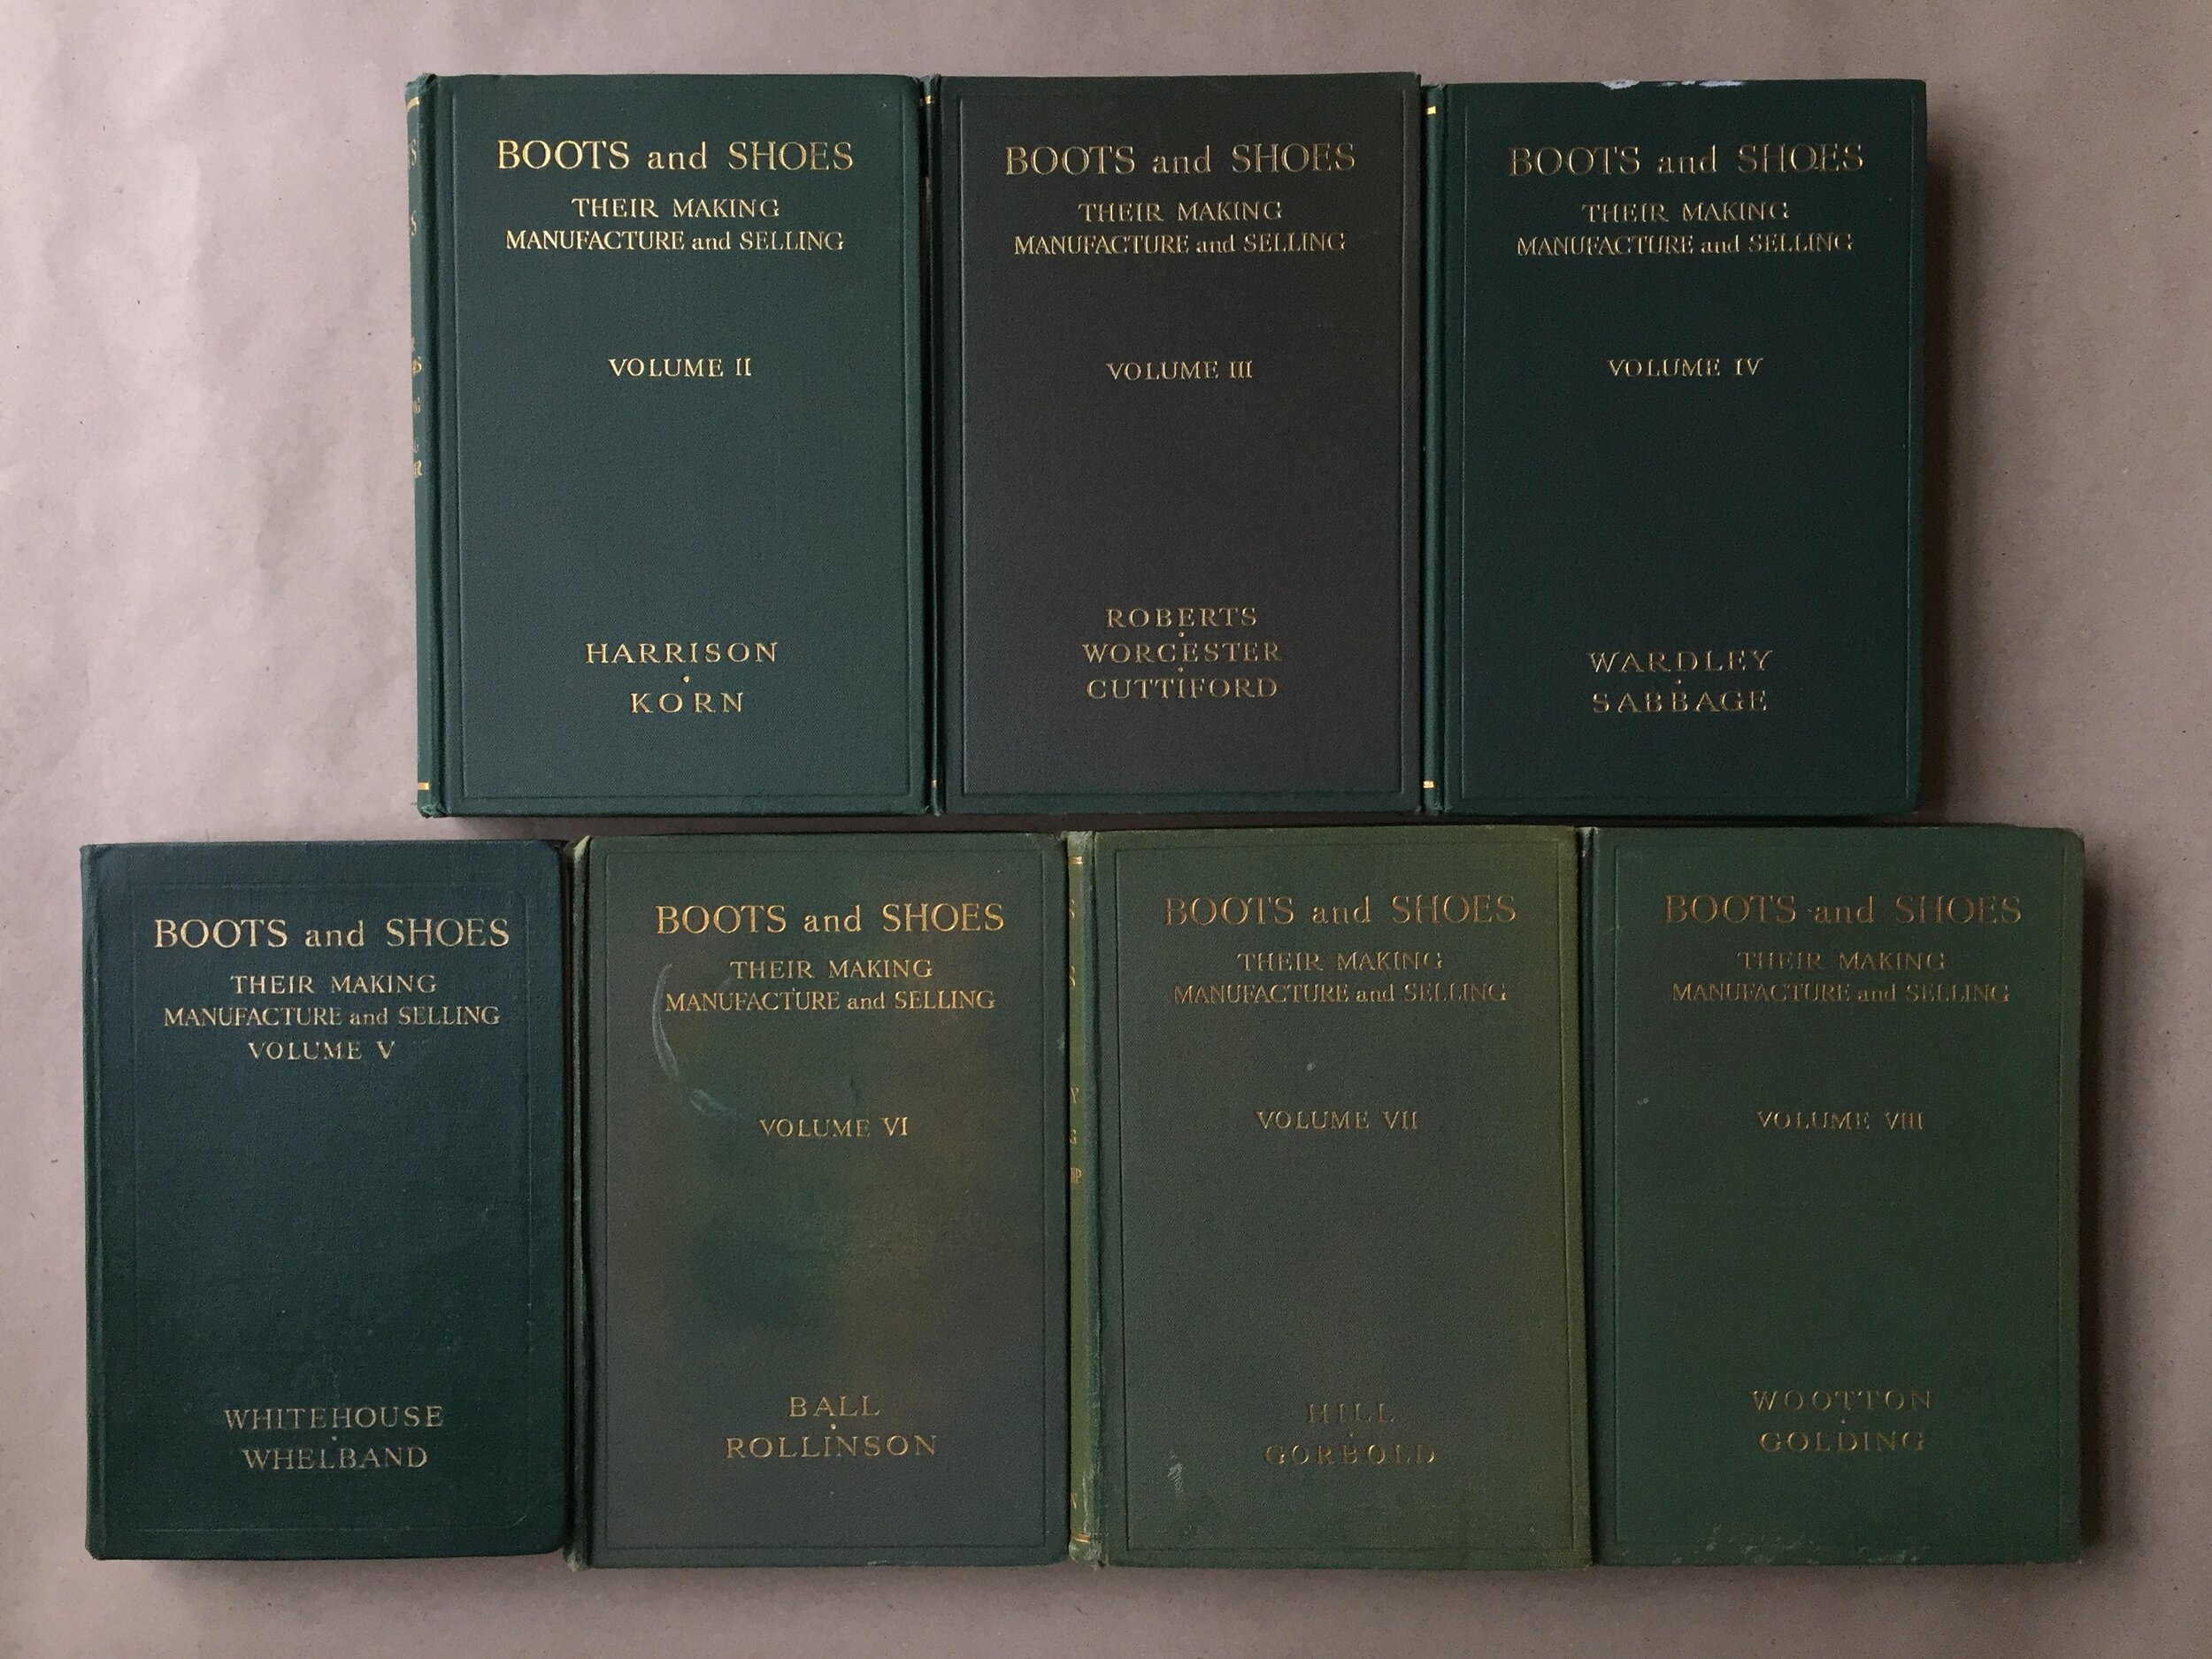 BOOTS and SHOES
THEIR MAKING
MANUFACTURE and SELLING
VOLUME II
HARRISON
KORN
BOOTS and SHOES
THEIR MAKING
MANUFACTURE and SELLING
VOLUME III
ROBERTS
WORCESTER
CUTTIFORD
BOOTS and SHOES
THEIR MAKING
MANUFACTURE and SELLING
VOLUME IV
WARDLEY
SABBAGE
BOOTS and SHOES
THEIR MAKING
MANUFACTURE and SELLING
VOLUME V
WHITEHOUSE
WHELBAND
BOOTS and SHOES
THEIR MAKING
MANUFACTURE and SELLING
VOLUME VI
BALL
ROLLINSON
BOOTS and SHOES
THEIR MAKING
MANUFACTURE and SELLING
VOLUME VII
HILL
GORBOLD
BOOTS and SHOES
THEIR MAKING
MANUFACTURE and SELLING
VOLUME VIII
WOOTTON
GOLDING